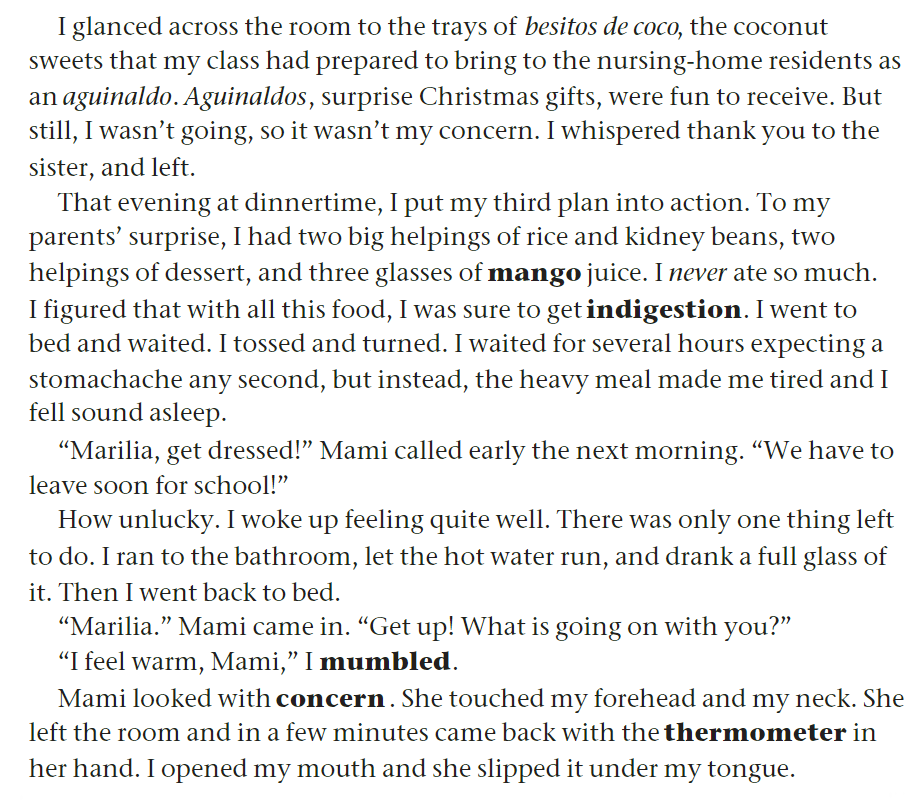 I glanced across the room to the trays of besitos de coco, the coconut
sweets that my class had prepared to bring to the nursing-home residents as
an aguinaldo. Aguinaldos, surprise Christmas gifts, were fun to receive. But
still, I wasn’t going, so it wasn’t my concern. I whispered thank you to the
sister, and left.
That evening at dinnertime, I put my third plan into action. To my
parents’ surprise, I had two big helpings of rice and kidney beans, two
helpings of dessert, and three glasses of mango juice. I never ate so much.
I figured that with all this food, I was sure to get indigestion. I went to
bed and waited. I tossed and turned. I waited for several hours expecting a
stomachache any second, but instead, the heavy meal made me tired and I
fell sound asleep.
“Marilia, get dressed!” Mami called early the next morning. “We have to
leave soon for school!”
How unlucky. I woke up feeling quite well. There was only one thing left
to do. I ran to the bathroom, let the hot water run, and drank a full glass of
it. Then I went back to bed.
“Marilia.” Mami came in. “Get up! What is going on with you?”
“I feel warm, Mami,” I mumbled.
Mami looked with concern. She touched my forehead and my neck. She
left the room and in a few minutes came back with the thermometer in
her hand. I opened my mouth and she slipped it under my tongue.